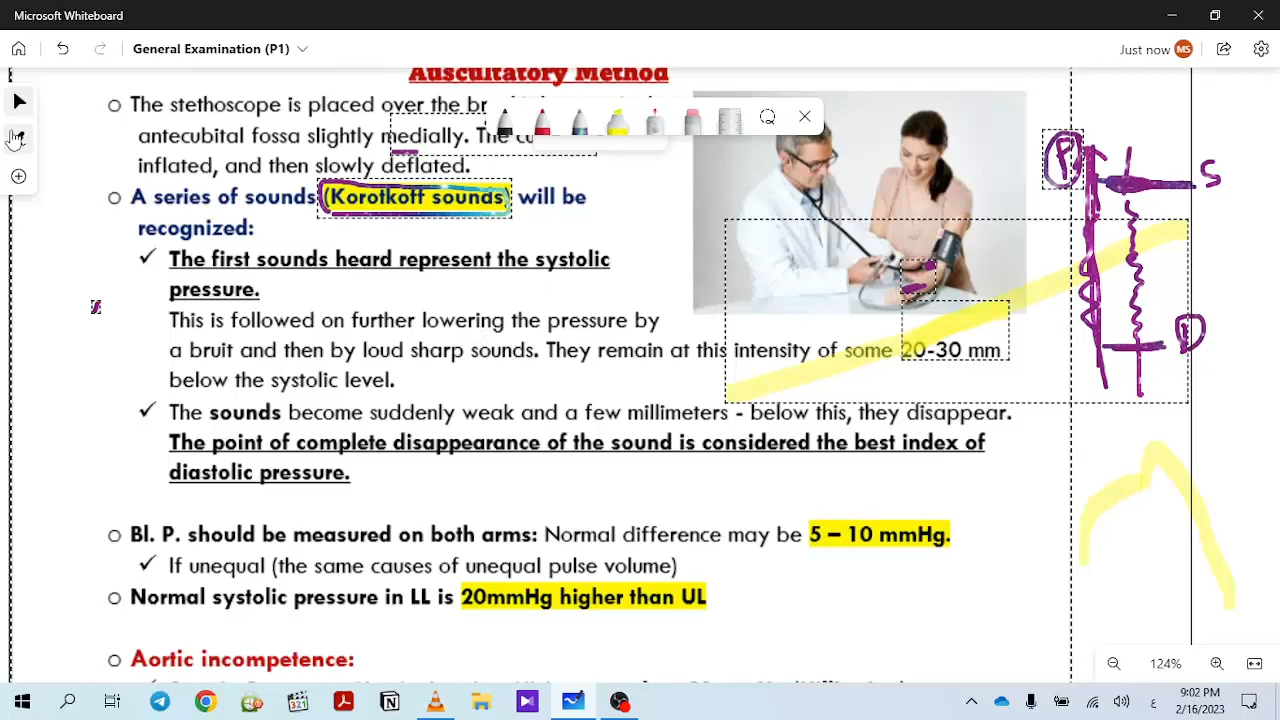 Microsoft Whiteboard
General Examination (P1)
Just now MS
Auscultatory Method
The stethoscope is placed over the
antecubital fossa slightly medially. The
inflated, and then slowly deflated.
A series of sounds (Korotkoff sounds) will be
recognized:
✓ The first sounds heard represent the systolic
pressure.
This is followed on further lowering the pressure by
a bruit and then by loud sharp sounds. They remain at this intensity of some 20-30 mm
below the systolic level.
✓ The sounds become suddenly weak and a few millimeters - below this, they disappear.
The point of complete disappearance of the sound is considered the best index of
diastolic pressure.
Bl. P. should be measured on both arms: Normal difference may be 5 – 10 mmHg.
✓ If unequal (the same causes of unequal pulse volume)
Normal systolic pressure in LL is 20mmHg higher than UL
Aortic incompetence:
P
S
D
124%
321
9:02 PM
2/16/2023
ع